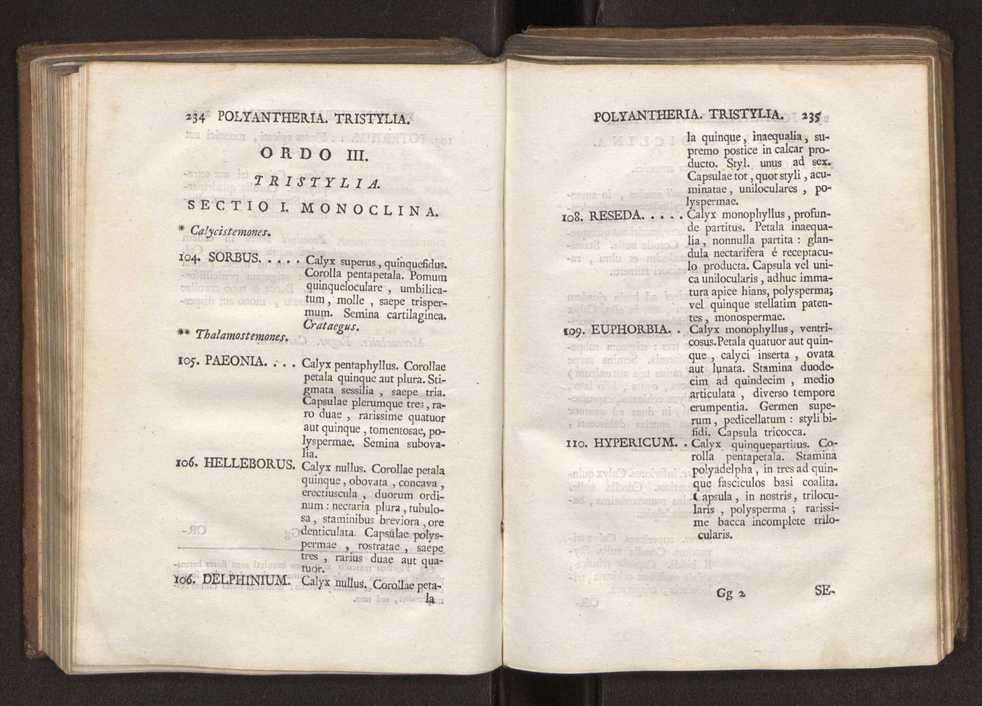 234 POLYANTHERIA. TRISTYLIA.
ORDO III.
TRISTYLIA.
SECTIO I. MONOCLINA.
* Calycistemones.
104. SORBUS. . . . . Calyx superus, quinquefidus.
Corolla pentapetala. Pomum
quinqueloculare, umbilica-
tum, molle, saepe trisper-
mum. Semina cartilaginea.
Crataegus.
** Thalamostemones.
105. PAEONIA. . . . Calyx pentaphyllus. Corollae
petala quinque aut plura. Sti-
gmata sessilia, saepe tria.
Capsulae plerumque tres, ra-
ro duae, rarissime quatuor
aut quinque, tomentosae, po-
lyspermae. Semina subova-
lia.
106. HELLEBORUS. Calyx nullus. Corollae petala
quinque, obovata, concava,
erectiuscula, duorum ordi-
num: nectaria plura, tubulo-
sa, staminibus breviora, ore
denticulata. Capsulae polys-
permae, rostratae, saepe
tres, rarius duae aut qua-
tuor.
106. DELPHINIUM. Calyx nullus. Corollae peta-
la
POLYANTHERIA. TRISTYLIA. 235
la quinque, inaequalia, su-
premo postice in calcar pro-
ducto. Styl. unus ad sex.
Capsulae tot, quot styli, acu-
minatae, uniloculares, po-
lyspermae.
108. RESEDA. . . . . Calyx monophyllus, profun-
de partitus. Petala inaequa-
lia, nonnulla partita: glan-
dula nectarifera é receptacu-
lo producta. Capsula vel uni-
ca unilocularis, adhuc imma-
tura apice hians, polysperma;
vel quinque stellatim paten-
tes, monospermae.
109. EUPHORBIA. . Calyx monophyllus, ventri-
cosus. Petala quatuor aut quin-
que, calyci inserta, ovata
aut lunata. Stamina duode-
cim ad quindecim, medio
articulata, diverso tempore
erumpentia. Germen supe-
rum, pedicellatum: styli bi-
fidi. Capsula tricocca.
110. HYPERICUM. . Calyx quinquepartitus. Co-
rolla pentapetala. Stamina
polyadelpha, in tres ad quin-
que fasciculos basi coalita.
Capsula, in nostris, trilocu-
laris, polysperma; rarissi-
me bacca incomplete trilo-
cularis.
Gg 2 SE-